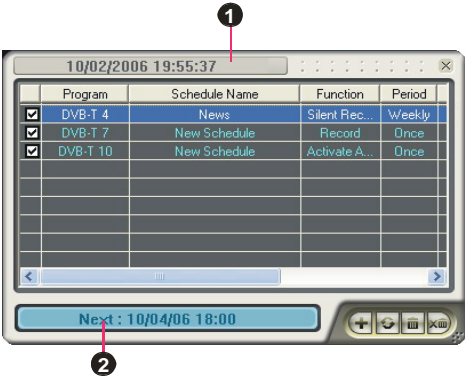 1
10/02/2006 19:55:37
Program Schedule Name Function Period
DVB-T 4 News Silent Rec... Weekly
DVB-T 7 New Schedule Record Once
DVB-T 10 New Schedule Activate A... Once
Next : 10/04/06 18:00
2